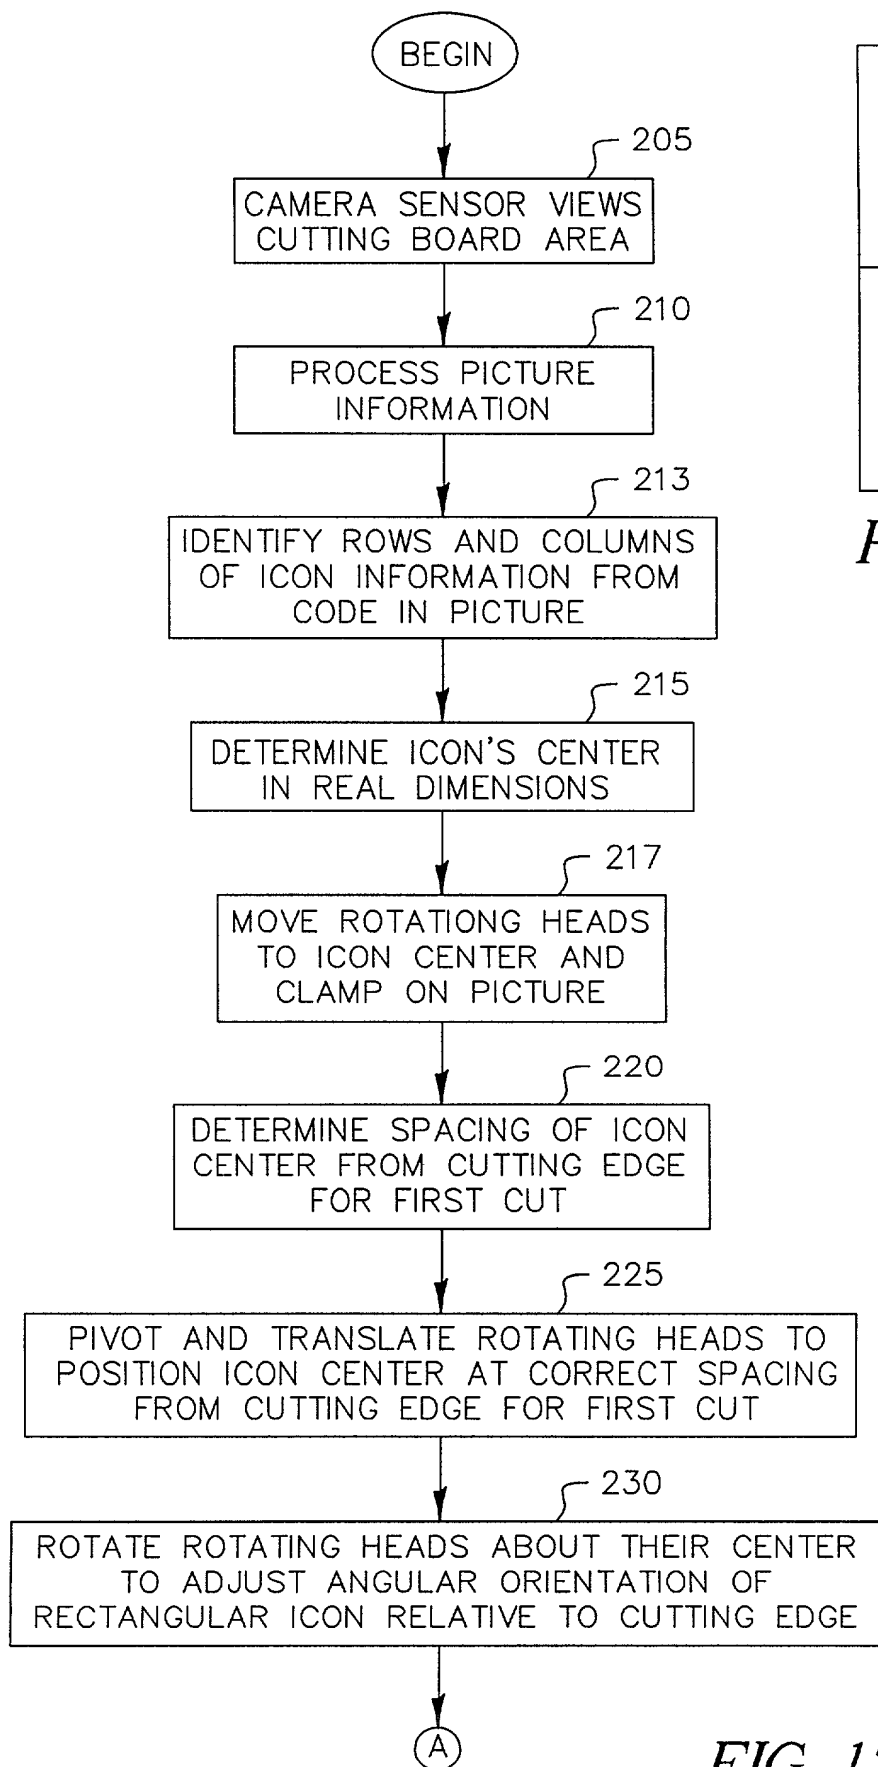 BEGIN
205
CAMERA SENSOR VIEWS
CUTTING BOARD AREA
210
PROCESS PICTURE
INFORMATION
213
IDENTIFY ROWS AND COLUMNS
OF ICON INFORMATION FROM
CODE IN PICTURE
215
DETERMINE ICON'S CENTER
IN REAL DIMENSIONS
217
MOVE ROTATIONG HEADS
TO ICON CENTER AND
CLAMP ON PICTURE
220
DETERMINE SPACING OF ICON
CENTER FROM CUTTING EDGE
FOR FIRST CUT
225
PIVOT AND TRANSLATE ROTATING HEADS TO
POSITION ICON CENTER AT CORRECT SPACING
FROM CUTTING EDGE FOR FIRST CUT
230
ROTATE ROTATING HEADS ABOUT THEIR CENTER
TO ADJUST ANGULAR ORIENTATION OF
RECTANGULAR ICON RELATIVE TO CUTTING EDGE
A
FIG.